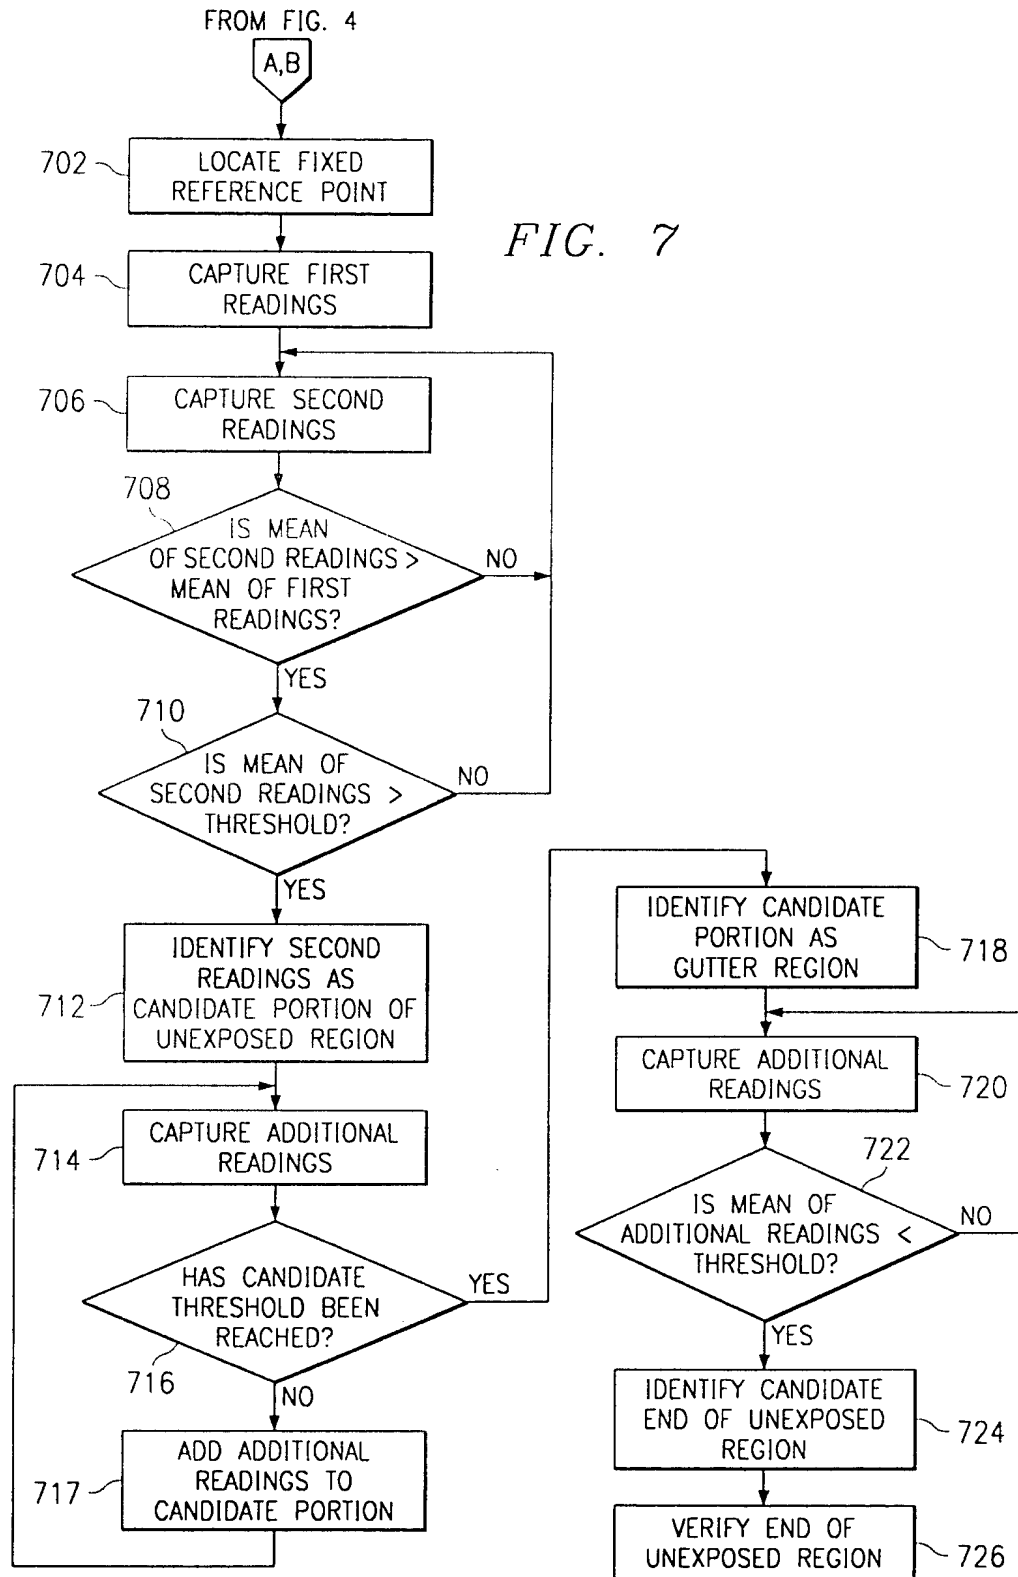 FROM FIG. 4
A,B
702
LOCATE FIXED
REFERENCE POINT
FIG. 7
704
CAPTURE FIRST
READINGS
706
CAPTURE SECOND
READINGS
708
IS MEAN
OF SECOND READINGS >
MEAN OF FIRST
READINGS?
NO
YES
710
IS MEAN OF
SECOND READINGS >
THRESHOLD?
NO
YES
712
IDENTIFY SECOND
READINGS AS
CANDIDATE PORTION OF
UNEXPOSED REGION
714
CAPTURE ADDITIONAL
READINGS
HAS CANDIDATE
THRESHOLD BEEN
REACHED?
YES
716
NO
717
ADD ADDITIONAL
READINGS TO
CANDIDATE PORTION
IDENTIFY CANDIDATE
PORTION AS
GUTTER REGION
718
CAPTURE ADDITIONAL
READINGS
720
722
IS MEAN OF
ADDITIONAL READINGS <
THRESHOLD?
NO
YES
IDENTIFY CANDIDATE
END OF UNEXPOSED
REGION
724
VERIFY END OF
UNEXPOSED REGION
726